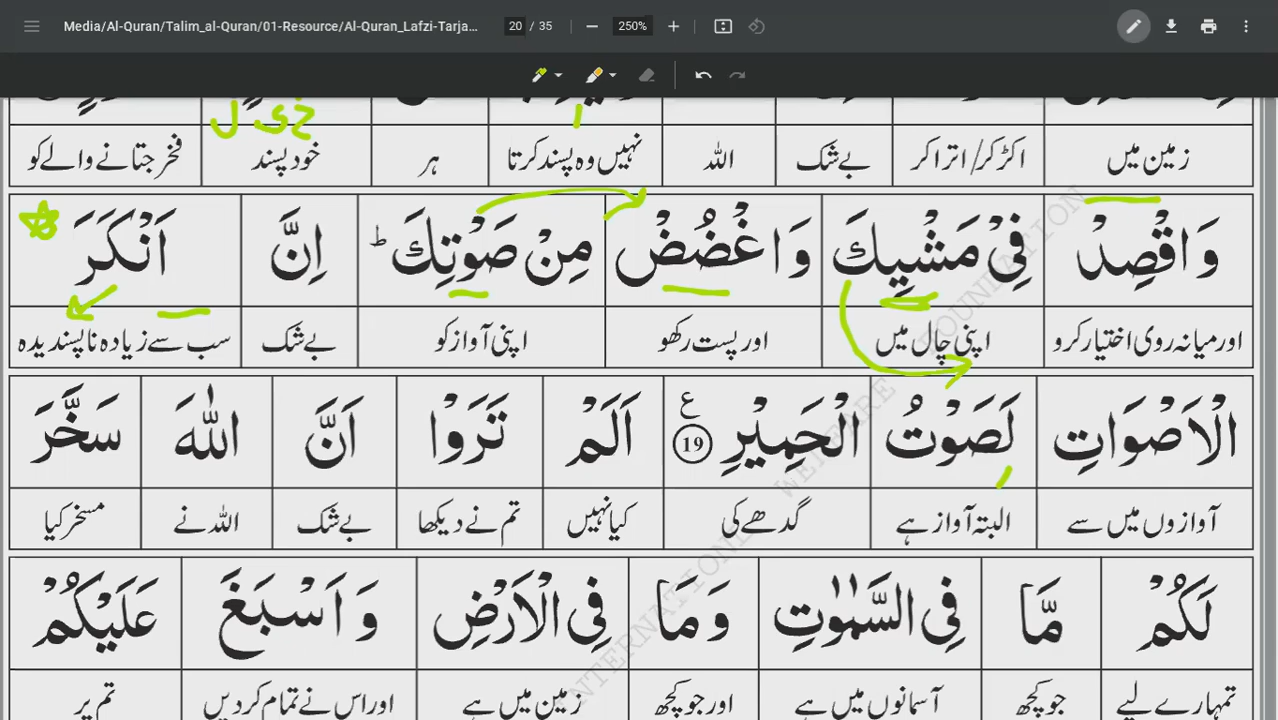 Media/Al-Quran/Talim_al-Quran/01-Resource/Al-Quran_Lafzi-Tarja... 20 / 35 250%
خ ی ل
زمین میں اکڑ کر/ اترا کر بے شک اللہ نہیں وہ پسند کرتا ہر خود پسند فخر جتانے والے کو
وَ اقْصِدْ فِیْ مَشْیِكَ وَ اغْضُضْ مِنْ صَوْتِكَ ؕ اِنَّ اَنْكَرَ
اور میانہ روی اختیار کرو اپنی چال میں اور پست رکھو اپنی آواز کو بے شک سب سے زیادہ ناپسندیدہ
الْاَصْوَاتِ لَصَوْتُ الْحَمِیْرِ ع 19 اَلَمْ تَرَوْا اَنَّ اللّٰهَ سَخَّرَ
آوازوں میں سے البتہ آواز ہے گدھے کی کیا نہیں تم نے دیکھا بے شک اللہ نے مسخر کیا
لَكُمْ مَّا فِی السَّمٰوٰتِ وَ مَا فِی الْاَرْضِ وَ اَسْبَغَ عَلَیْكُمْ
تمہارے لیے جو کچھ آسمانوں میں ہے اور جو کچھ زمین میں ہے اور اس نے تمام کر دیں تم پر